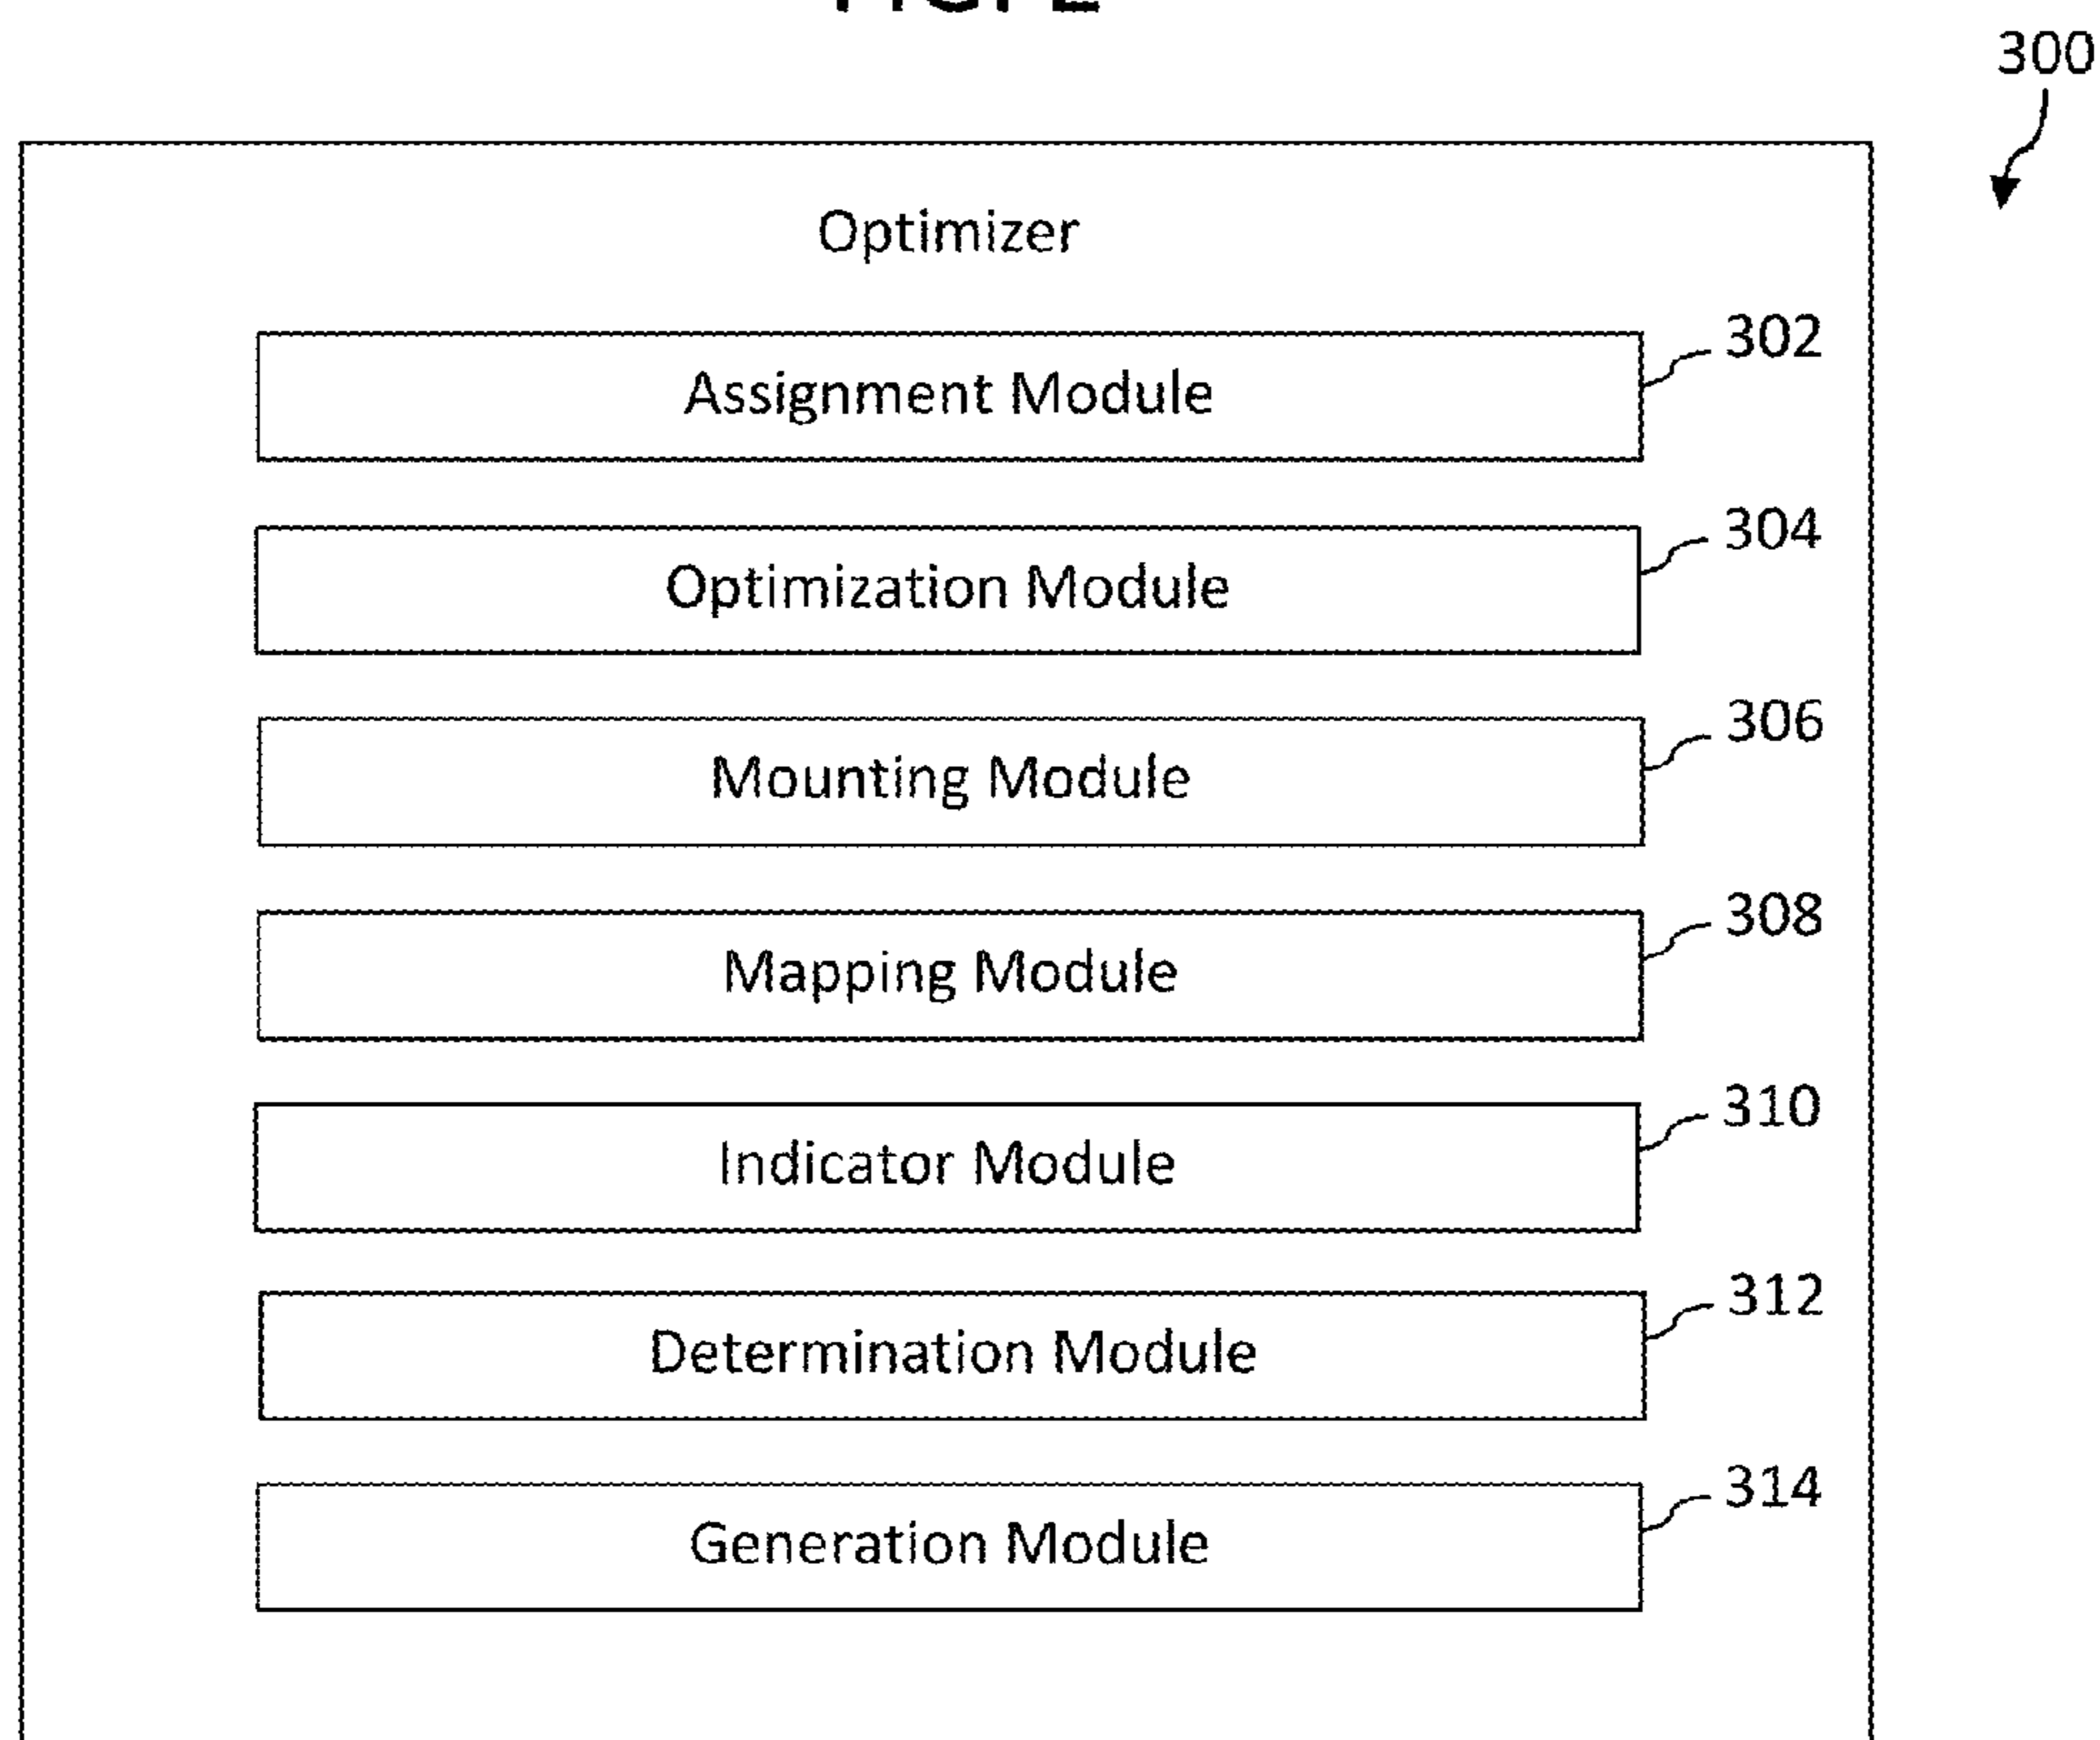 300
Optimizer
302
Assignment Module
304
Optimization Module
306
Mounting Module
308
Mapping Module
310
Indicator Module
312
Determination Module
314
Generation Module